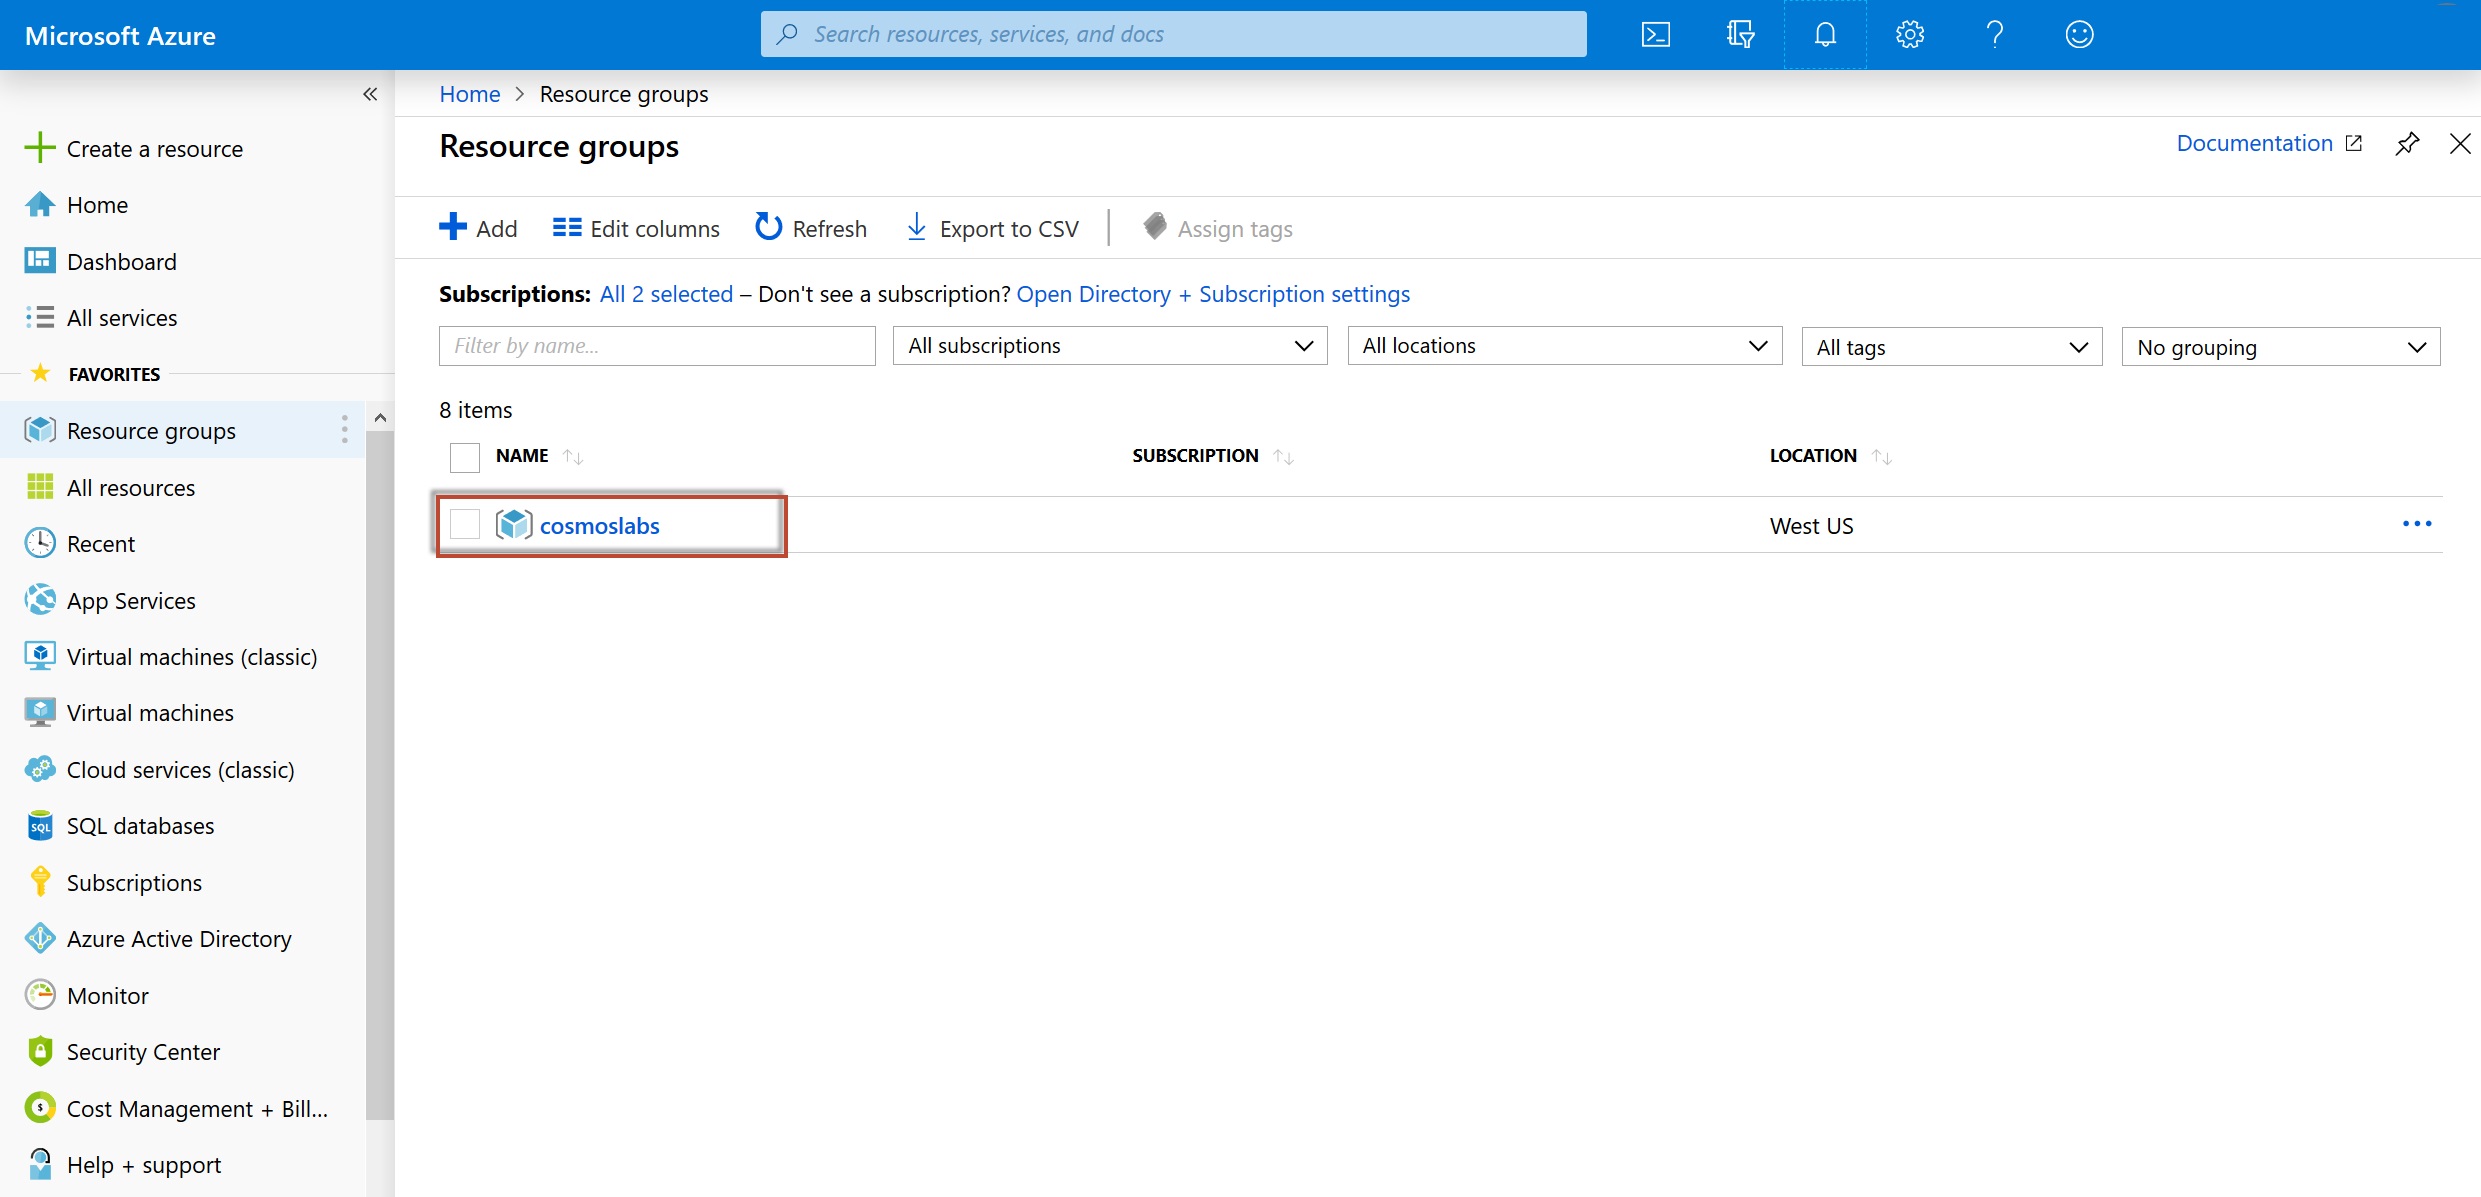 Microsoft Azure
Search resources, services, and docs
Home > Resource groups
Resource groups
Documentation
Create a resource
Home
Dashboard
All services
FAVORITES
Resource groups
All resources
Recent
App Services
Virtual machines (classic)
Virtual machines
Cloud services (classic)
SQL
SQL databases
Subscriptions
Azure Active Directory
Monitor
Security Center
Cost Management + Bill...
Help + support
Add Edit columns Refresh Export to CSV Assign tags
Subscriptions: All 2 selected – Don't see a subscription? Open Directory + Subscription settings
Filter by name... All subscriptions All locations All tags No grouping
8 items
NAME SUBSCRIPTION LOCATION
cosmoslabs West US